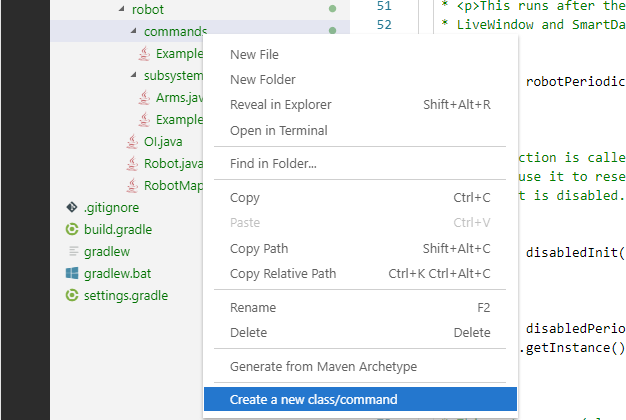 robot
commands
Example
subsystem
Arms.jav
Example
OI.java
Robot.java
RobotMap
.gitignore
build.gradle
gradlew
gradlew.bat
settings.gradle
New File
New Folder
Reveal in Explorer Shift+Alt+R
Open in Terminal
Find in Folder...
Copy Ctrl+C
Paste Ctrl+V
Copy Path Shift+Alt+C
Copy Relative Path Ctrl+K Ctrl+Alt+C
Rename F2
Delete Delete
Generate from Maven Archetype
Create a new class/command
51 * <p>This runs after the
52 * LiveWindow and SmartDa
robotPeriodic
ction is calle
use it to rese
t is disabled.
disabledInit(
disabledPerio
.getInstance()